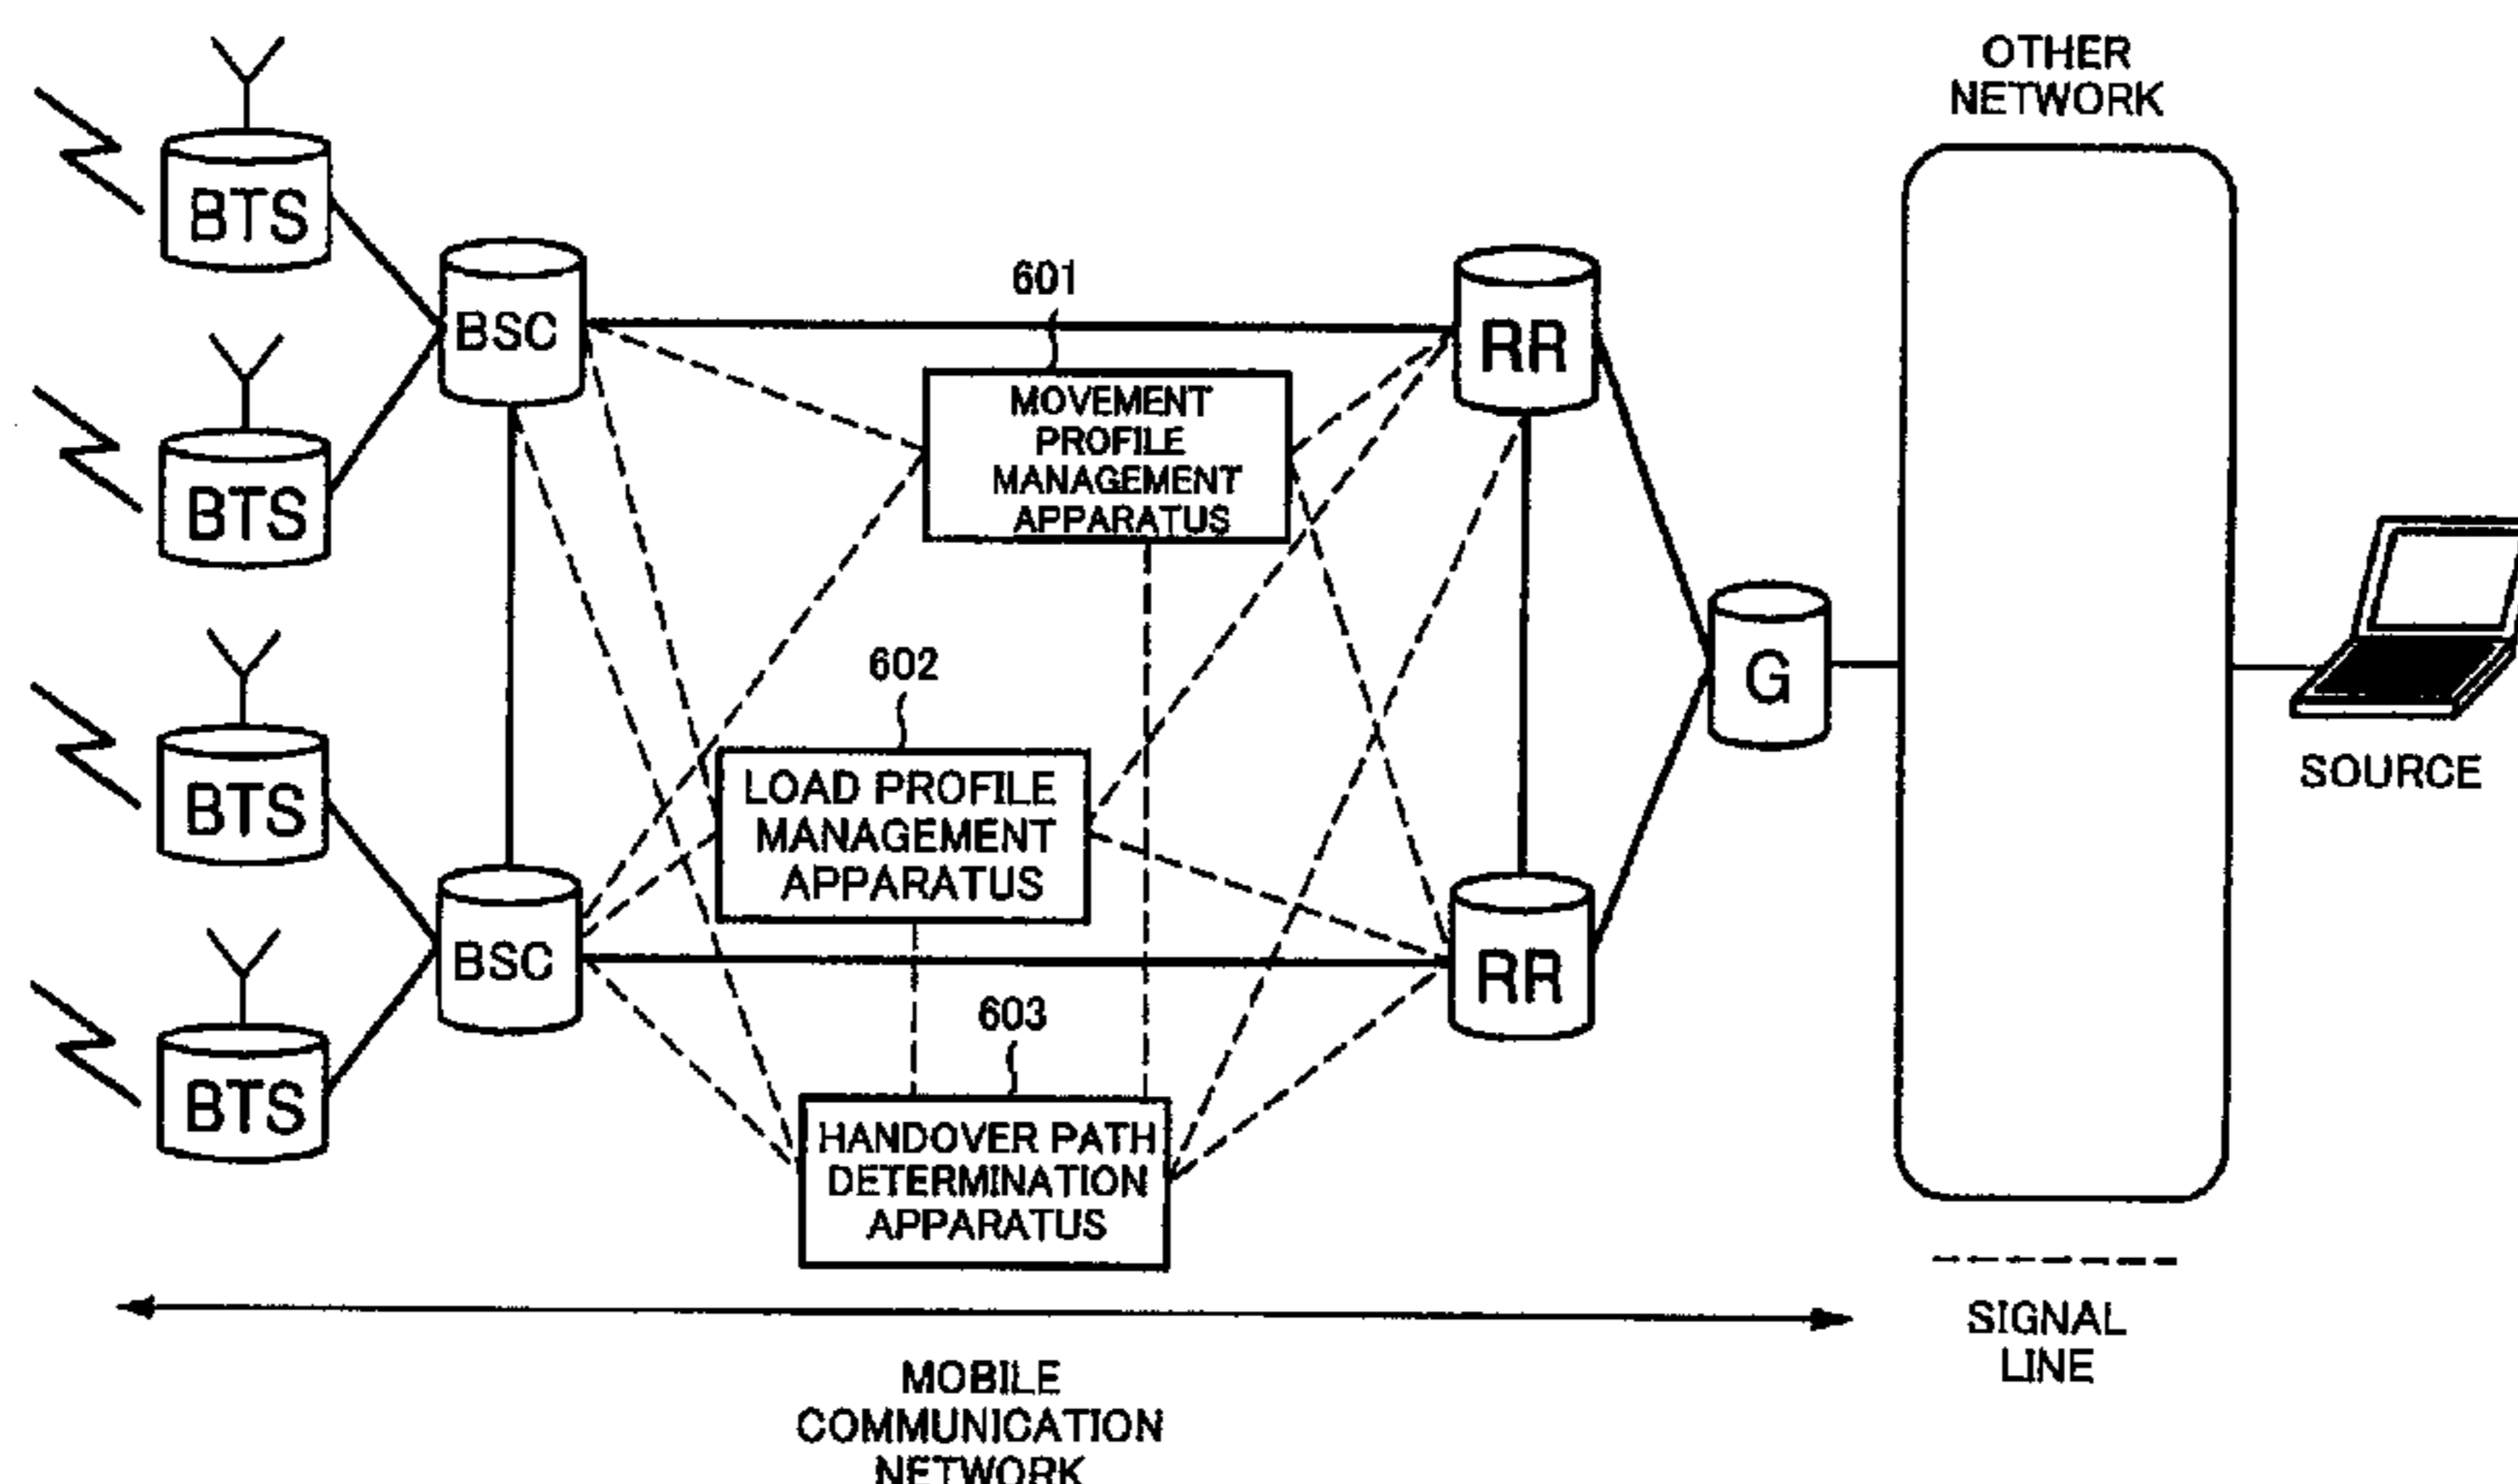 OTHER
NETWORK
BTS
BSC
601
RR
MOVEMENT
PROFILE
MANAGEMENT
APPARATUS
BTS
602
G
LOAD PROFILE
MANAGEMENT
APPARATUS
SOURCE
BTS
BSC
RR
603
BTS
HANDOVER PATH
DETERMINATION
APPARATUS
SIGNAL
LINE
MOBILE
COMMUNICATION
NETWORK